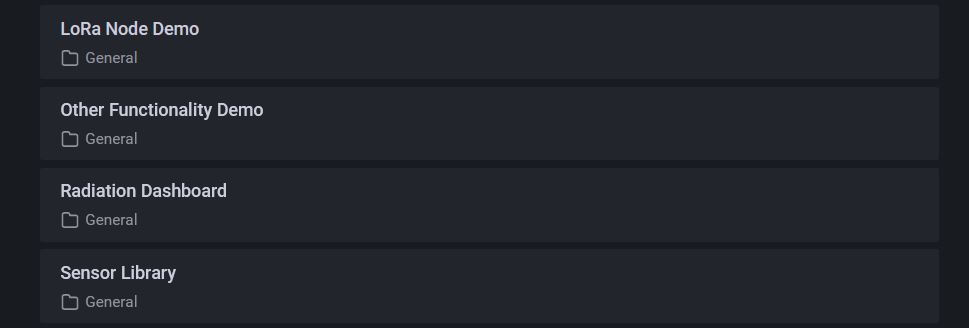 LoRa Node Demo
General
Other Functionality Demo
General
Radiation Dashboard
General
Sensor Library
General